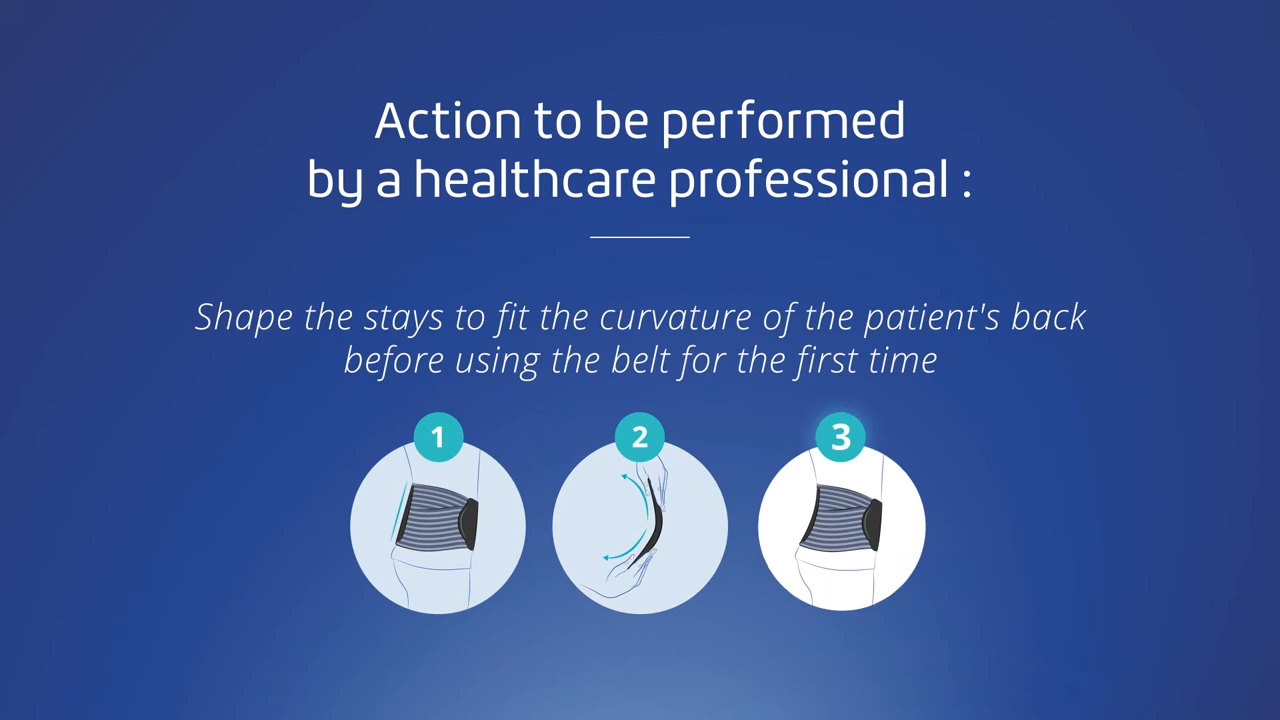 Action to be performed
by a healthcare professional :
Shape the stays to fit the curvature of the patient's back
before using the belt for the first time
1
2
3